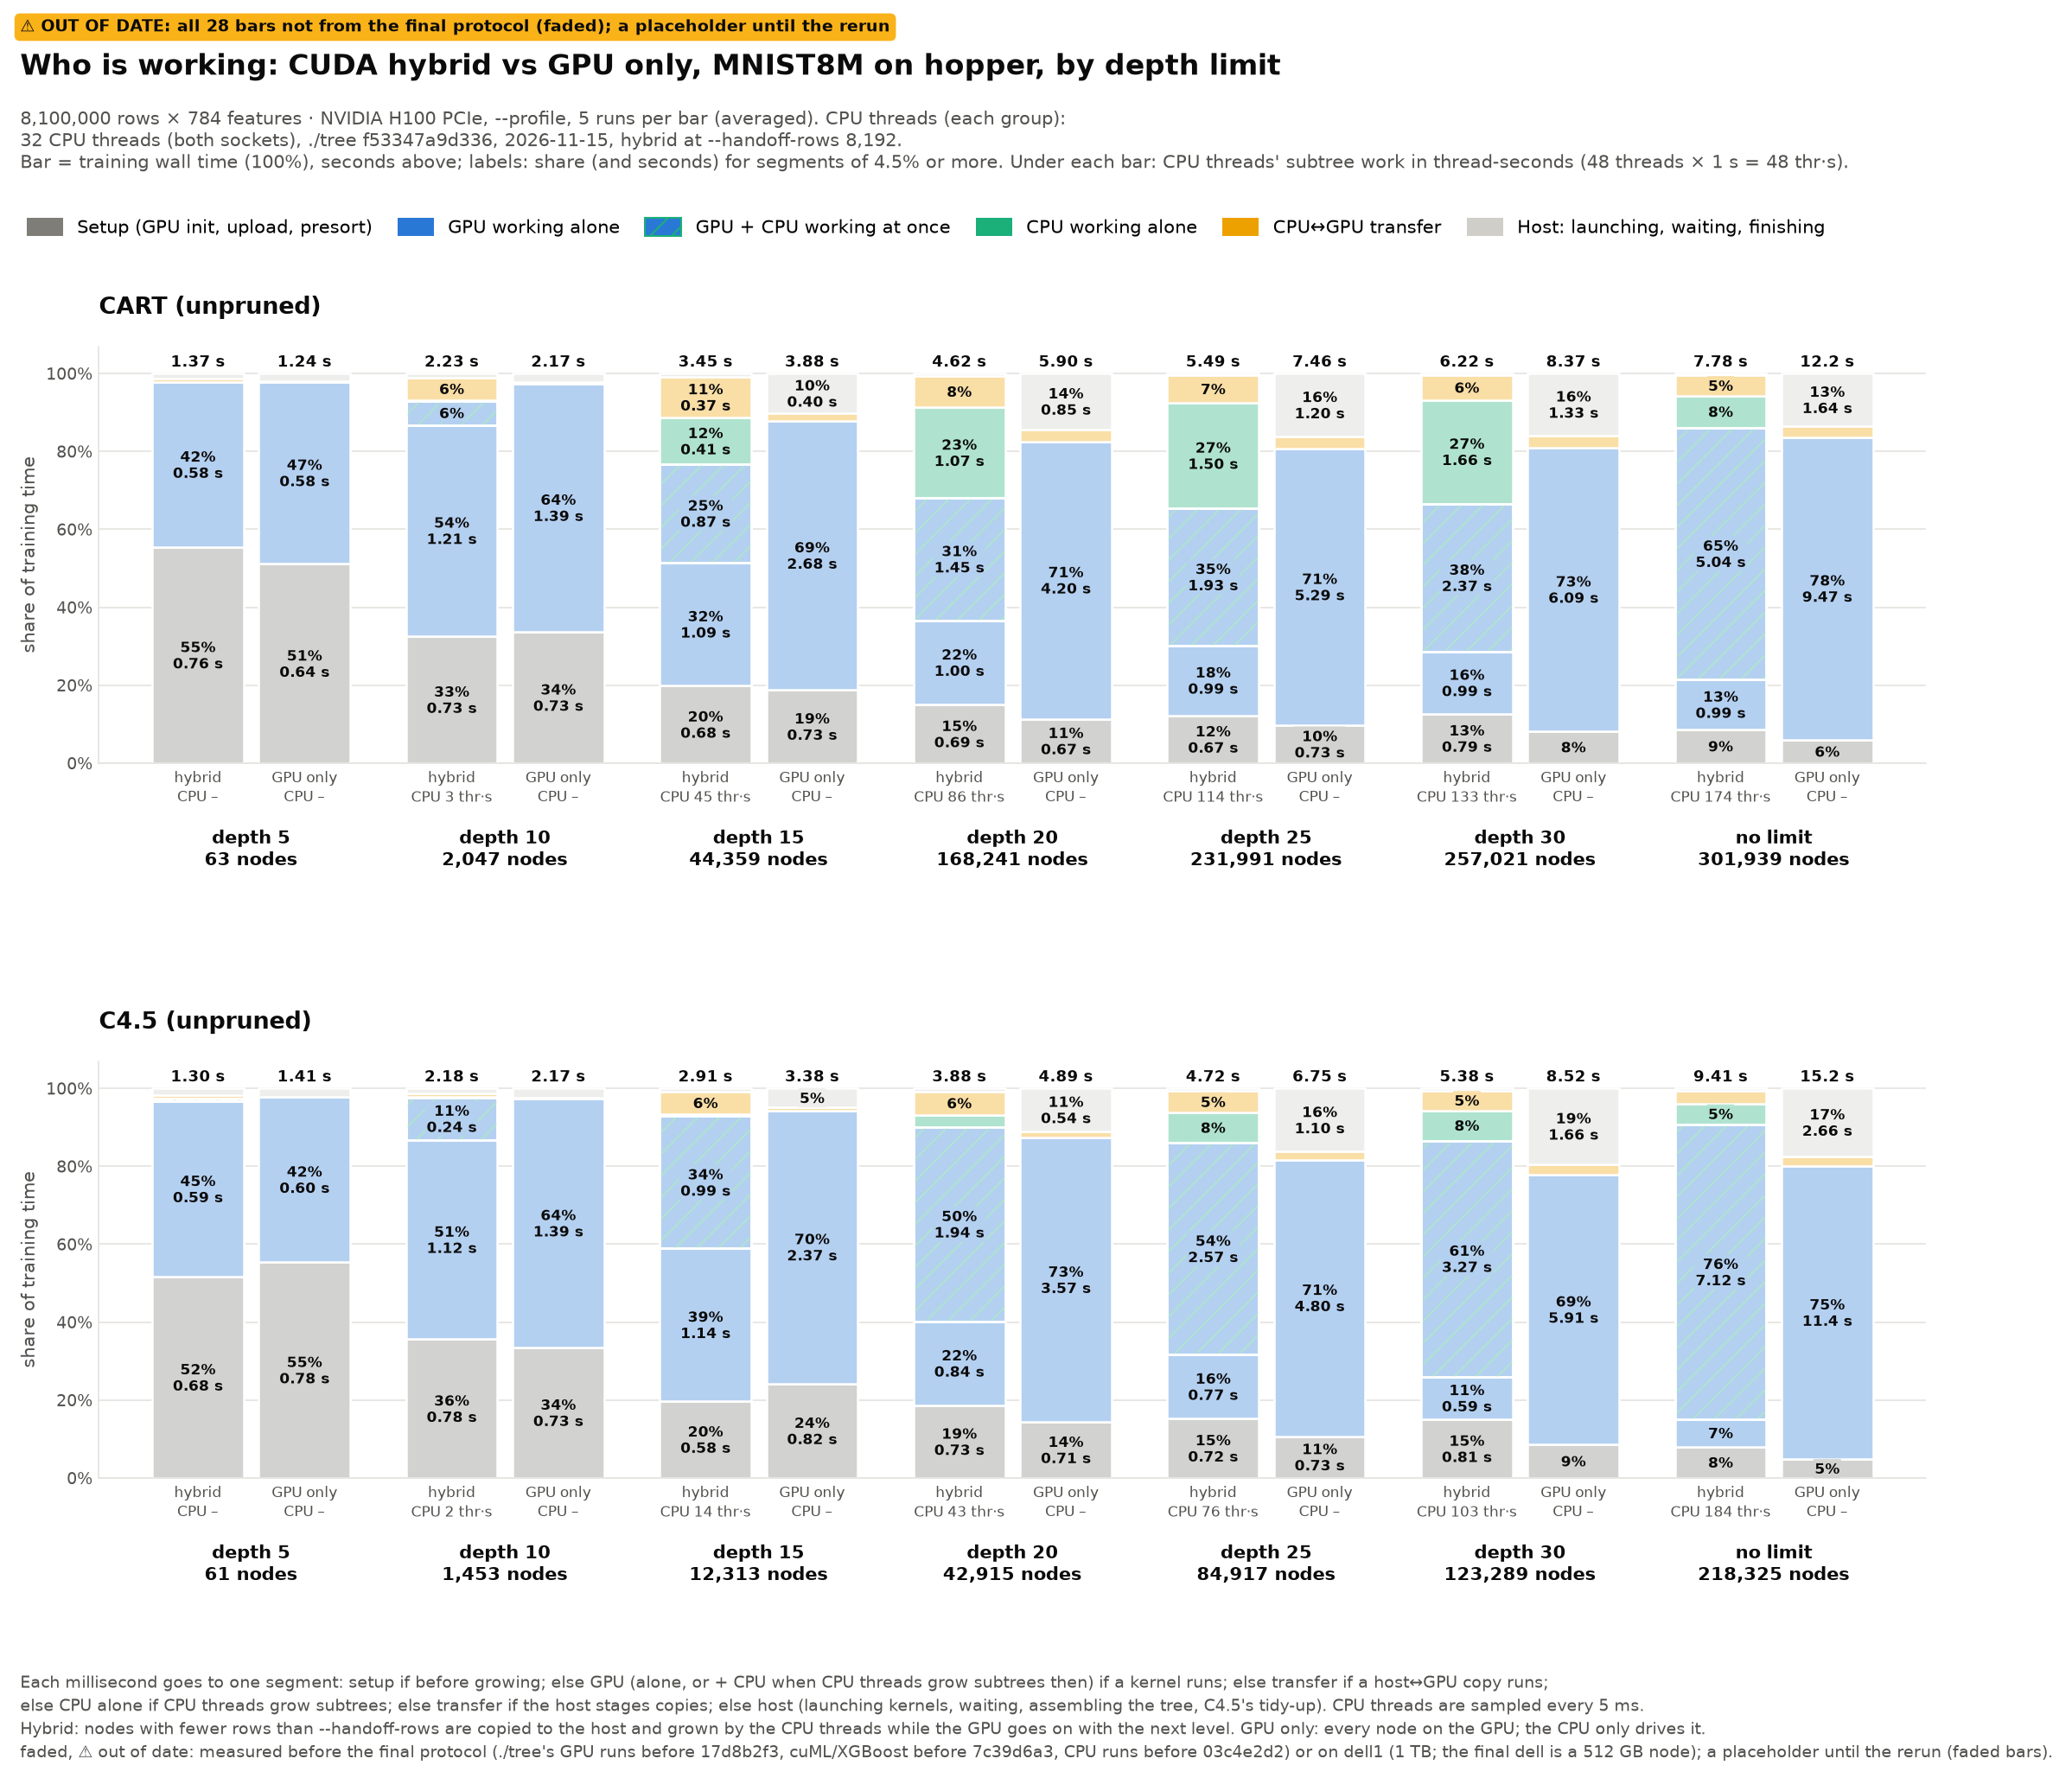 ⚠ OUT OF DATE: all 28 bars not from the final protocol (faded); a placeholder until the rerun
Who is working: CUDA hybrid vs GPU only, MNIST8M on hopper, by depth limit
8,100,000 rows × 784 features · NVIDIA H100 PCIe, --profile, 5 runs per bar (averaged). CPU threads (each group):
32 CPU threads (both sockets), ./tree f53347a9d336, 2026-11-15, hybrid at --handoff-rows 8,192.
Bar = training wall time (100%), seconds above; labels: share (and seconds) for segments of 4.5% or more. Under each bar: CPU threads' subtree work in thread-seconds (48 threads × 1 s = 48 thr·s).
Setup (GPU init, upload, presort) GPU working alone GPU + CPU working at once CPU working alone CPU↔GPU transfer Host: launching, waiting, finishing
CART (unpruned)
1.37 s 1.24 s 2.23 s 2.17 s 3.45 s 3.88 s 4.62 s 5.90 s 5.49 s 7.46 s 6.22 s 8.37 s 7.78 s 12.2 s
share of training time
100%
80%
60%
40%
20%
0%
42%
0.58 s
55%
0.76 s
47%
0.58 s
51%
0.64 s
6%
6%
54%
1.21 s
33%
0.73 s
64%
1.39 s
34%
0.73 s
11%
0.37 s
12%
0.41 s
25%
0.87 s
32%
1.09 s
20%
0.68 s
10%
0.40 s
69%
2.68 s
19%
0.73 s
8%
23%
1.07 s
31%
1.45 s
22%
1.00 s
15%
0.69 s
14%
0.85 s
71%
4.20 s
11%
0.67 s
7%
27%
1.50 s
35%
1.93 s
18%
0.99 s
12%
0.67 s
16%
1.20 s
71%
5.29 s
10%
0.73 s
6%
27%
1.66 s
38%
2.37 s
16%
0.99 s
13%
0.79 s
16%
1.33 s
73%
6.09 s
8%
5%
8%
65%
5.04 s
13%
0.99 s
9%
13%
1.64 s
78%
9.47 s
6%
hybrid GPU only hybrid GPU only hybrid GPU only hybrid GPU only hybrid GPU only hybrid GPU only hybrid GPU only
CPU – CPU – CPU 3 thr·s CPU – CPU 45 thr·s CPU – CPU 86 thr·s CPU – CPU 114 thr·s CPU – CPU 133 thr·s CPU – CPU 174 thr·s CPU –
depth 5 depth 10 depth 15 depth 20 depth 25 depth 30 no limit
63 nodes 2,047 nodes 44,359 nodes 168,241 nodes 231,991 nodes 257,021 nodes 301,939 nodes
C4.5 (unpruned)
1.30 s 1.41 s 2.18 s 2.17 s 2.91 s 3.38 s 3.88 s 4.89 s 4.72 s 6.75 s 5.38 s 8.52 s 9.41 s 15.2 s
share of training time
100%
80%
60%
40%
20%
0%
45%
0.59 s
52%
0.68 s
42%
0.60 s
55%
0.78 s
11%
0.24 s
51%
1.12 s
36%
0.78 s
64%
1.39 s
34%
0.73 s
6%
34%
0.99 s
39%
1.14 s
20%
0.58 s
5%
70%
2.37 s
24%
0.82 s
6%
50%
1.94 s
22%
0.84 s
19%
0.73 s
11%
0.54 s
73%
3.57 s
14%
0.71 s
5%
8%
54%
2.57 s
16%
0.77 s
15%
0.72 s
16%
1.10 s
71%
4.80 s
11%
0.73 s
5%
8%
61%
3.27 s
11%
0.59 s
15%
0.81 s
19%
1.66 s
69%
5.91 s
9%
5%
76%
7.12 s
7%
8%
17%
2.66 s
75%
11.4 s
5%
hybrid GPU only hybrid GPU only hybrid GPU only hybrid GPU only hybrid GPU only hybrid GPU only hybrid GPU only
CPU – CPU – CPU 2 thr·s CPU – CPU 14 thr·s CPU – CPU 43 thr·s CPU – CPU 76 thr·s CPU – CPU 103 thr·s CPU – CPU 184 thr·s CPU –
depth 5 depth 10 depth 15 depth 20 depth 25 depth 30 no limit
61 nodes 1,453 nodes 12,313 nodes 42,915 nodes 84,917 nodes 123,289 nodes 218,325 nodes
Each millisecond goes to one segment: setup if before growing; else GPU (alone, or + CPU when CPU threads grow subtrees then) if a kernel runs; else transfer if a host↔GPU copy runs;
else CPU alone if CPU threads grow subtrees; else transfer if the host stages copies; else host (launching kernels, waiting, assembling the tree, C4.5's tidy-up). CPU threads are sampled every 5 ms.
Hybrid: nodes with fewer rows than --handoff-rows are copied to the host and grown by the CPU threads while the GPU goes on with the next level. GPU only: every node on the GPU; the CPU only drives it.
faded, ⚠ out of date: measured before the final protocol (./tree's GPU runs before 17d8b2f3, cuML/XGBoost before 7c39d6a3, CPU runs before 03c4e2d2) or on dell1 (1 TB; the final dell is a 512 GB node); a placeholder until the rerun (faded bars).